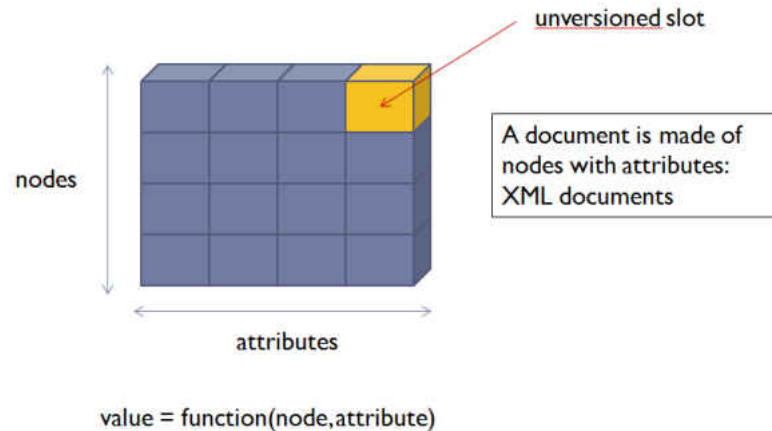 unversioned slot
A document is made of
nodes with attributes:
XML documents
nodes
attributes
value = function(node,attribute)